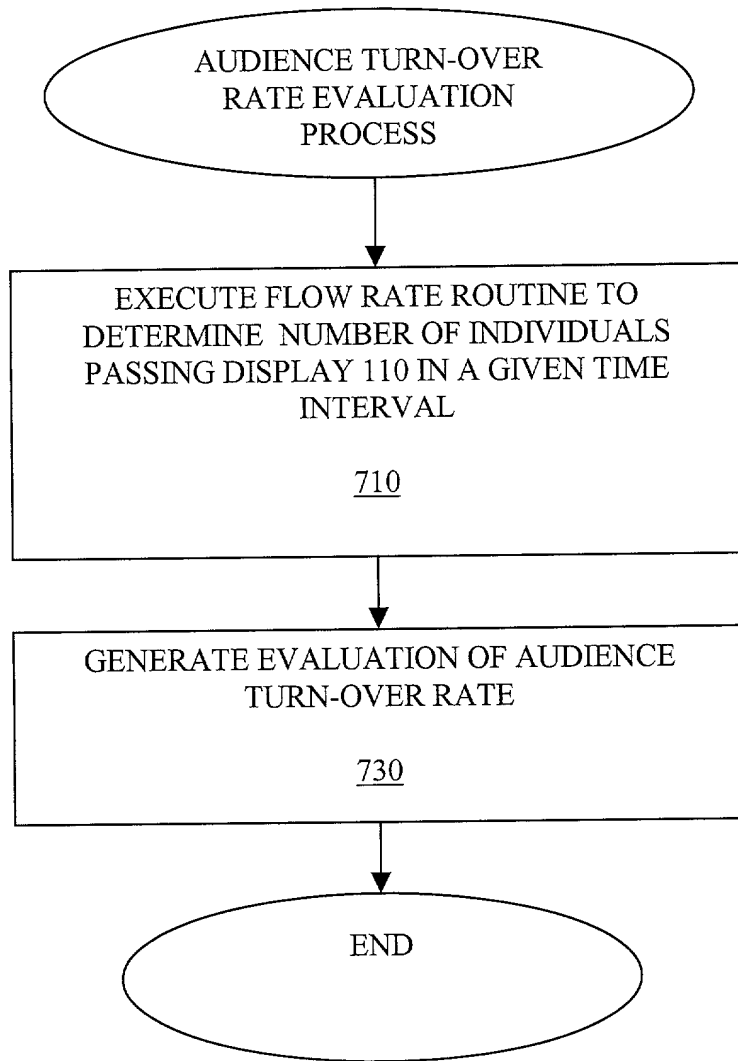 AUDIENCE TURN-OVER
RATE EVALUATION
PROCESS
EXECUTE FLOW RATE ROUTINE TO
DETERMINE NUMBER OF INDIVIDUALS
PASSING DISPLAY 110 IN A GIVEN TIME
INTERVAL
710
GENERATE EVALUATION OF AUDIENCE
TURN-OVER RATE
730
END